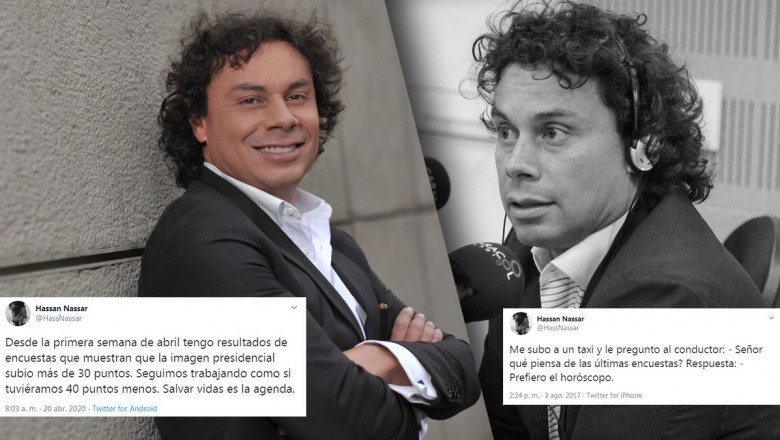 Hassan Nassar
@HassNassar
Desde la primera semana de abril tengo resultados de
encuestas que muestran que la imagen presidencial
subio más de 30 puntos. Seguimos trabajando como si
tuviéramos 40 puntos menos. Salvar vidas es la agenda.
8:03 a. m. · 20 abr. 2020 · Twitter for Android
Hassan Nassar
@HassNassar
Me subo a un taxi y le pregunto al conductor: - Señor
qué piensa de las últimas encuestas? Respuesta: -
Prefiero el horóscopo.
2:24 p. m. · 3 ago. 2017 · Twitter for iPhone